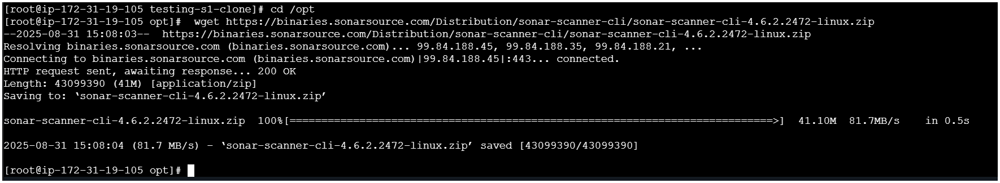 [root@ip-172-31-19-105 testing-s1-clone]# cd /opt
[root@ip-172-31-19-105 opt]#  wget https://binaries.sonarsource.com/Distribution/sonar-scanner-cli/sonar-scanner-cli-4.6.2.2472-linux.zip
--2025-08-31 15:08:03--  https://binaries.sonarsource.com/Distribution/sonar-scanner-cli/sonar-scanner-cli-4.6.2.2472-linux.zip
Resolving binaries.sonarsource.com (binaries.sonarsource.com)... 99.84.188.45, 99.84.188.35, 99.84.188.21, ...
Connecting to binaries.sonarsource.com (binaries.sonarsource.com)|99.84.188.45|:443... connected.
HTTP request sent, awaiting response... 200 OK
Length: 43099390 (41M) [application/zip]
Saving to: ‘sonar-scanner-cli-4.6.2.2472-linux.zip’
sonar-scanner-cli-4.6.2.2472-linux.zip  100%[============================================================================>]  41.10M  81.7MB/s    in 0.5s
2025-08-31 15:08:04 (81.7 MB/s) - ‘sonar-scanner-cli-4.6.2.2472-linux.zip’ saved [43099390/43099390]
[root@ip-172-31-19-105 opt]#